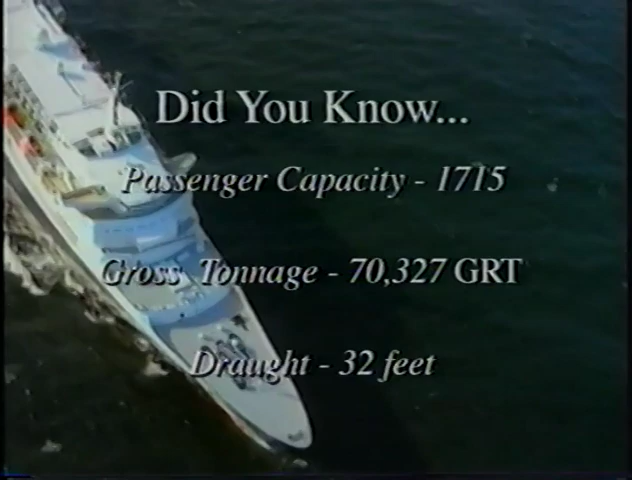 Did You Know...
Passenger Capacity - 1715
Gross Tonnage - 70,327 GRT
Draught - 32 feet